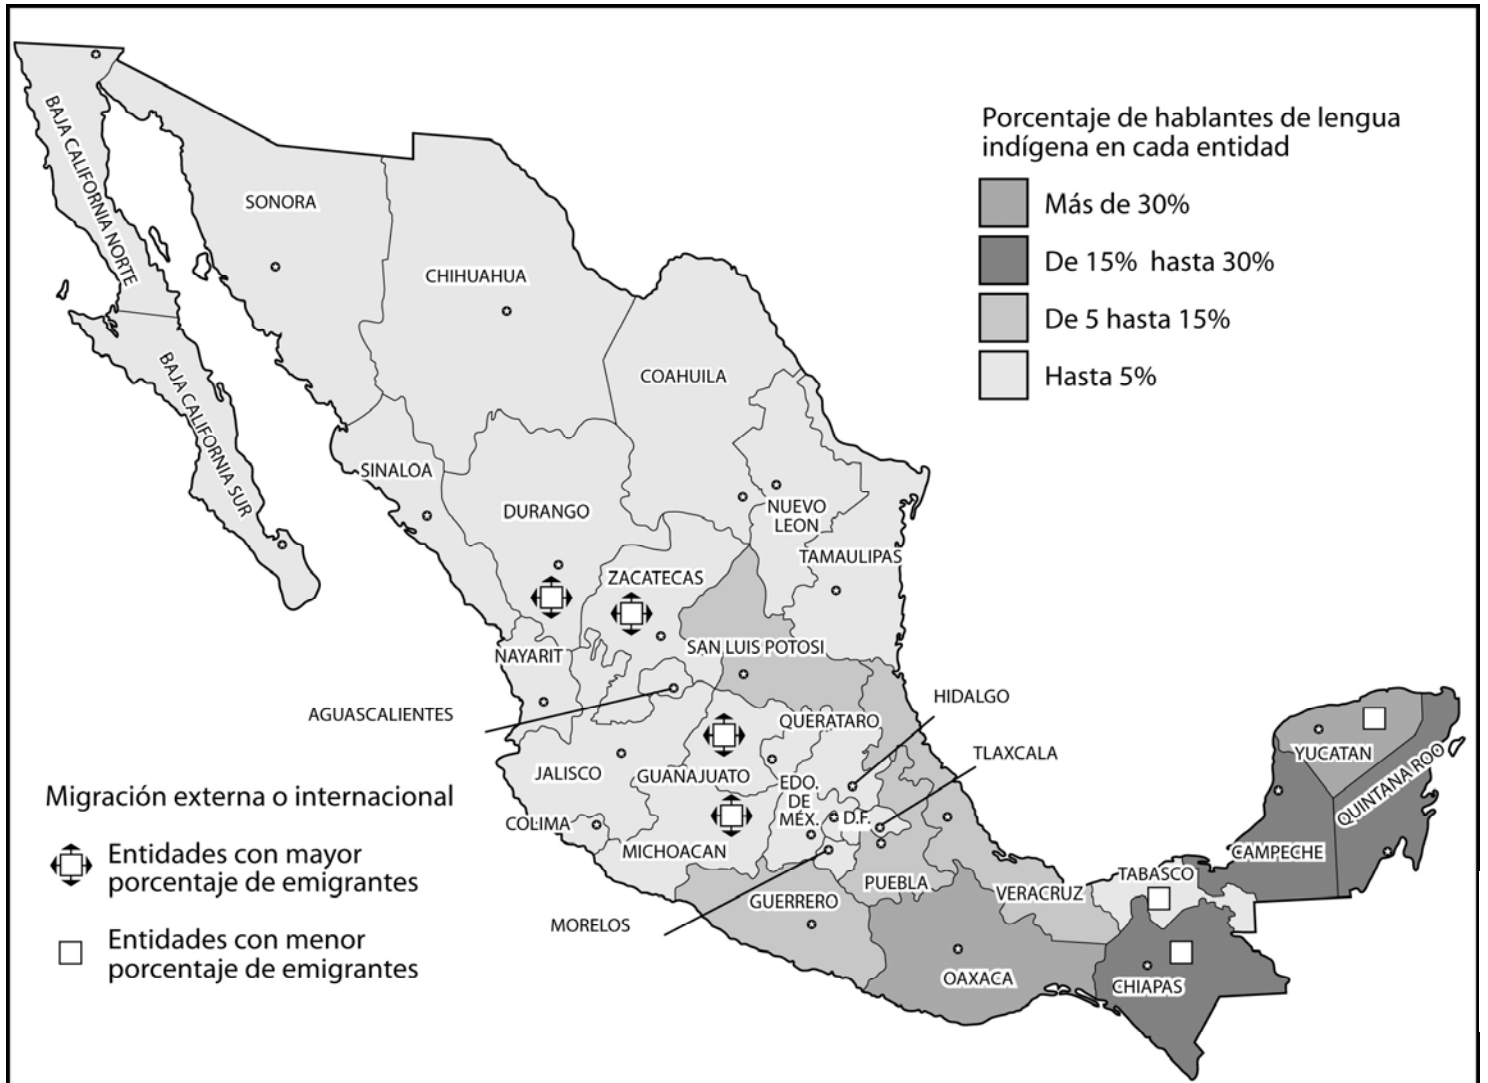 BAJA CALIFORNIA NORTE
SONORA
CHIHUAHUA
COAHUILA
BAJA CALIFORNIA SUR
SINALOA
DURANGO
NUEVO
LEON
TAMAULIPAS
ZACATECAS
SAN LUIS POTOSI
NAYARIT
AGUASCALIENTES
HIDALGO
QUERATARO
TLAXCALA
JALISCO
GUANAJUATO
EDO.
DE
MÉX.
D.F.
COLIMA
MICHOACAN
MORELOS
GUERRERO
PUEBLA
VERACRUZ
OAXACA
TABASCO
CHIAPAS
CAMPECHE
YUCATAN
QUINTANA ROO
Porcentaje de hablantes de lengua
indígena en cada entidad
Más de 30%
De 15% hasta 30%
De 5 hasta 15%
Hasta 5%
Migración externa o internacional
Entidades con mayor
porcentaje de emigrantes
Entidades con menor
porcentaje de emigrantes